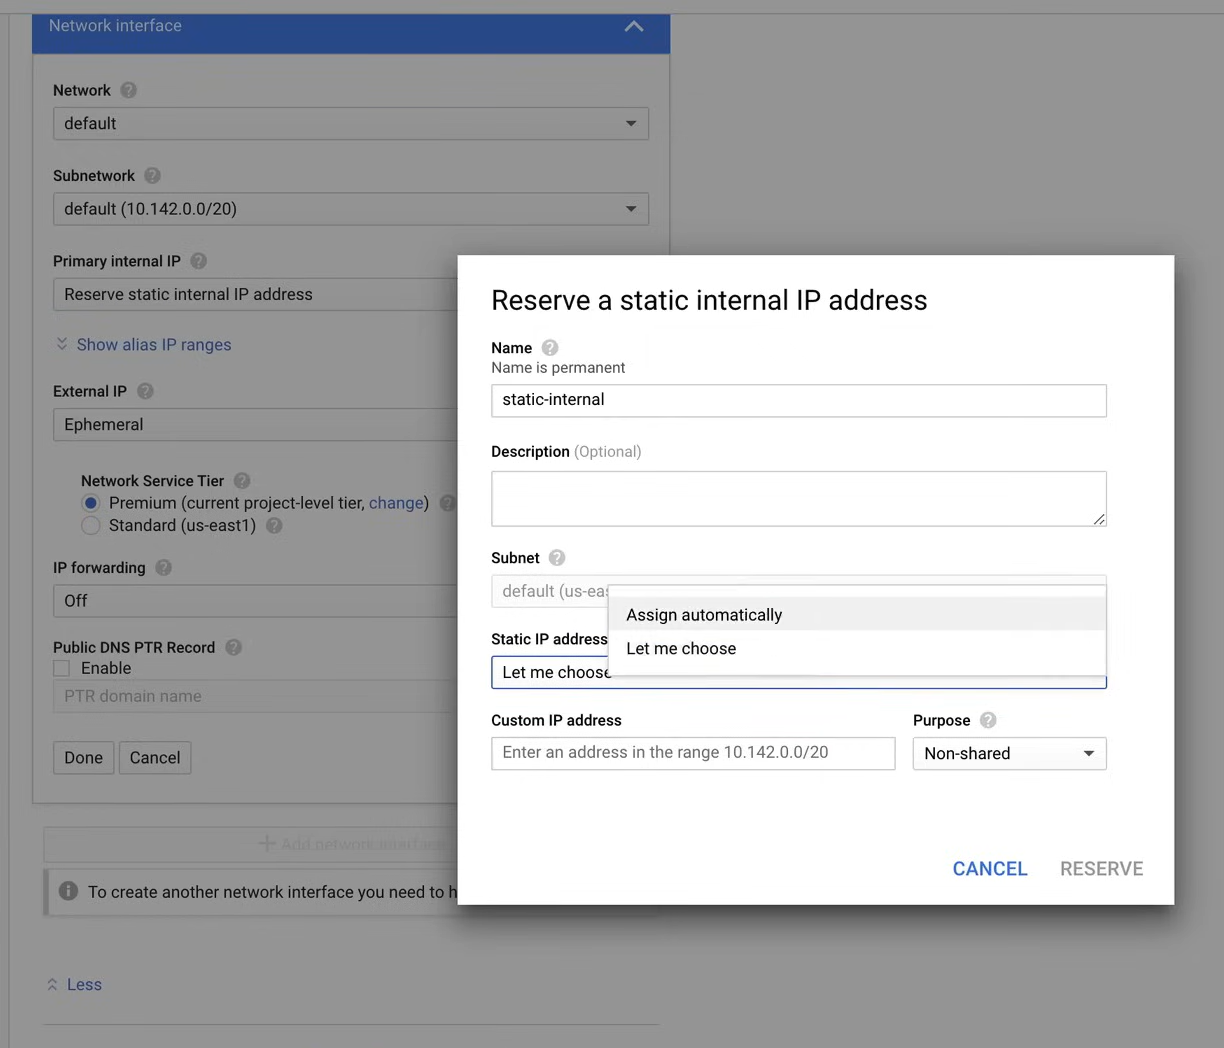 Network interface
Network
default
Subnetwork
default (10.142.0.0/20)
Primary internal IP
Reserve static internal IP address
Show alias IP ranges
External IP
Ephemeral
Network Service Tier
Premium (current project-level tier, change)
Standard (us-east1)
IP forwarding
Off
Public DNS PTR Record
Enable
PTR domain name
Done Cancel
Add network interface
To create another network interface you need to h
Less
Reserve a static internal IP address
Name
Name is permanent
static-internal
Description (Optional)
Subnet
default (us-eas
Assign automatically
Let me choose
Static IP address
Let me choose
Custom IP address
Enter an address in the range 10.142.0.0/20
Purpose
Non-shared
CANCEL RESERVE